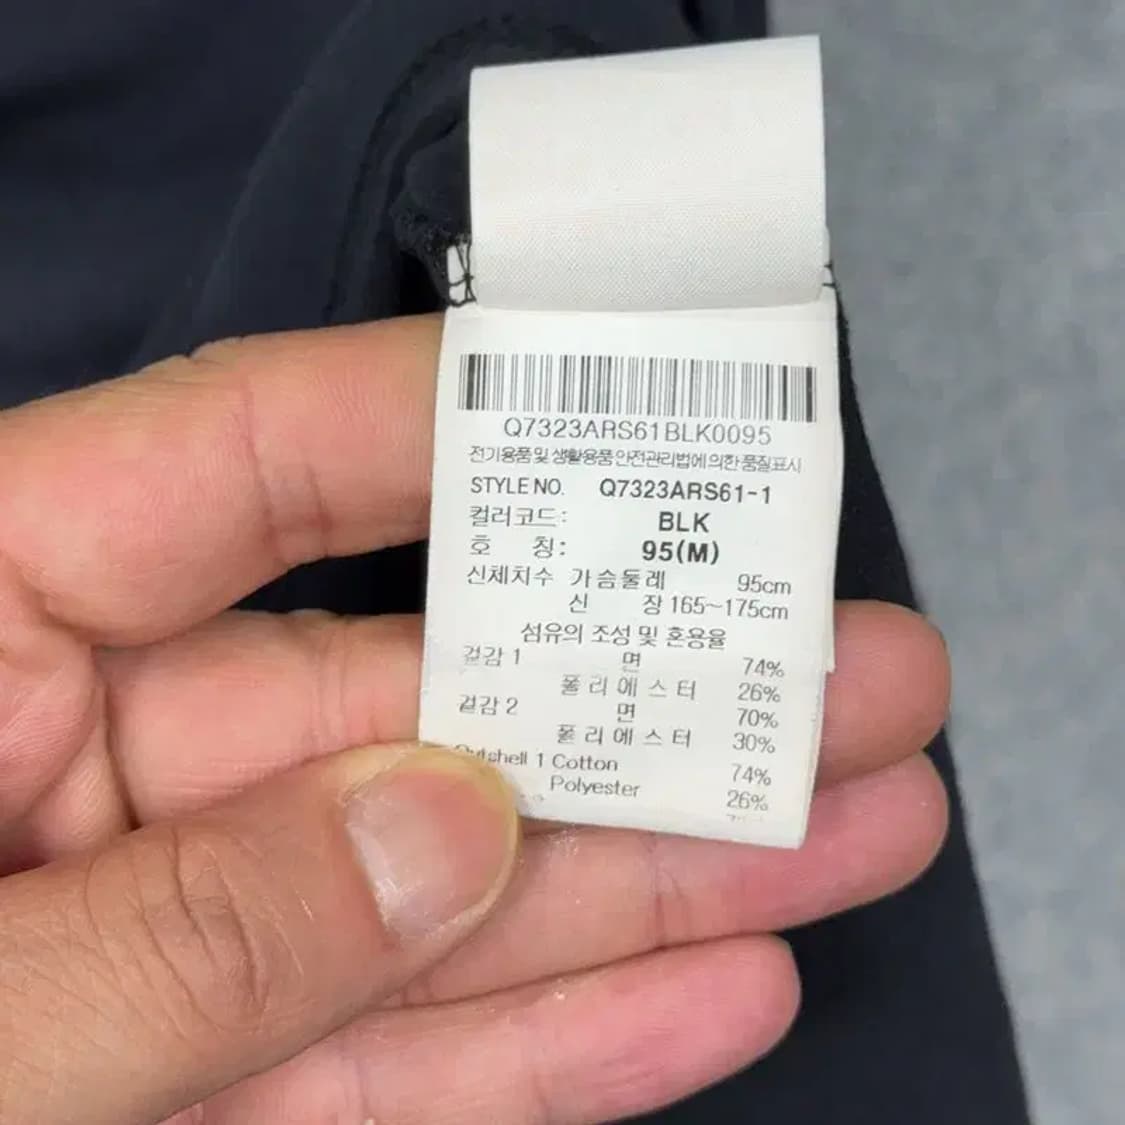 Q7323ARS61BLK0095
전기용품및 생활용품 안전관리법에 의한 품질표시
STYLE NO. Q7323ARS61-1
컬러코드: BLK
호 칭: 95(M)
신체치수 가슴둘레 95cm
신 장 165~175cm
섬유의 조성 및 혼용율
겉감 1 면 74%
폴리에스터 26%
겉감 2 면 70%
폴리에스터 30%
Outshell 1 Cotton 74%
Polyester 26%